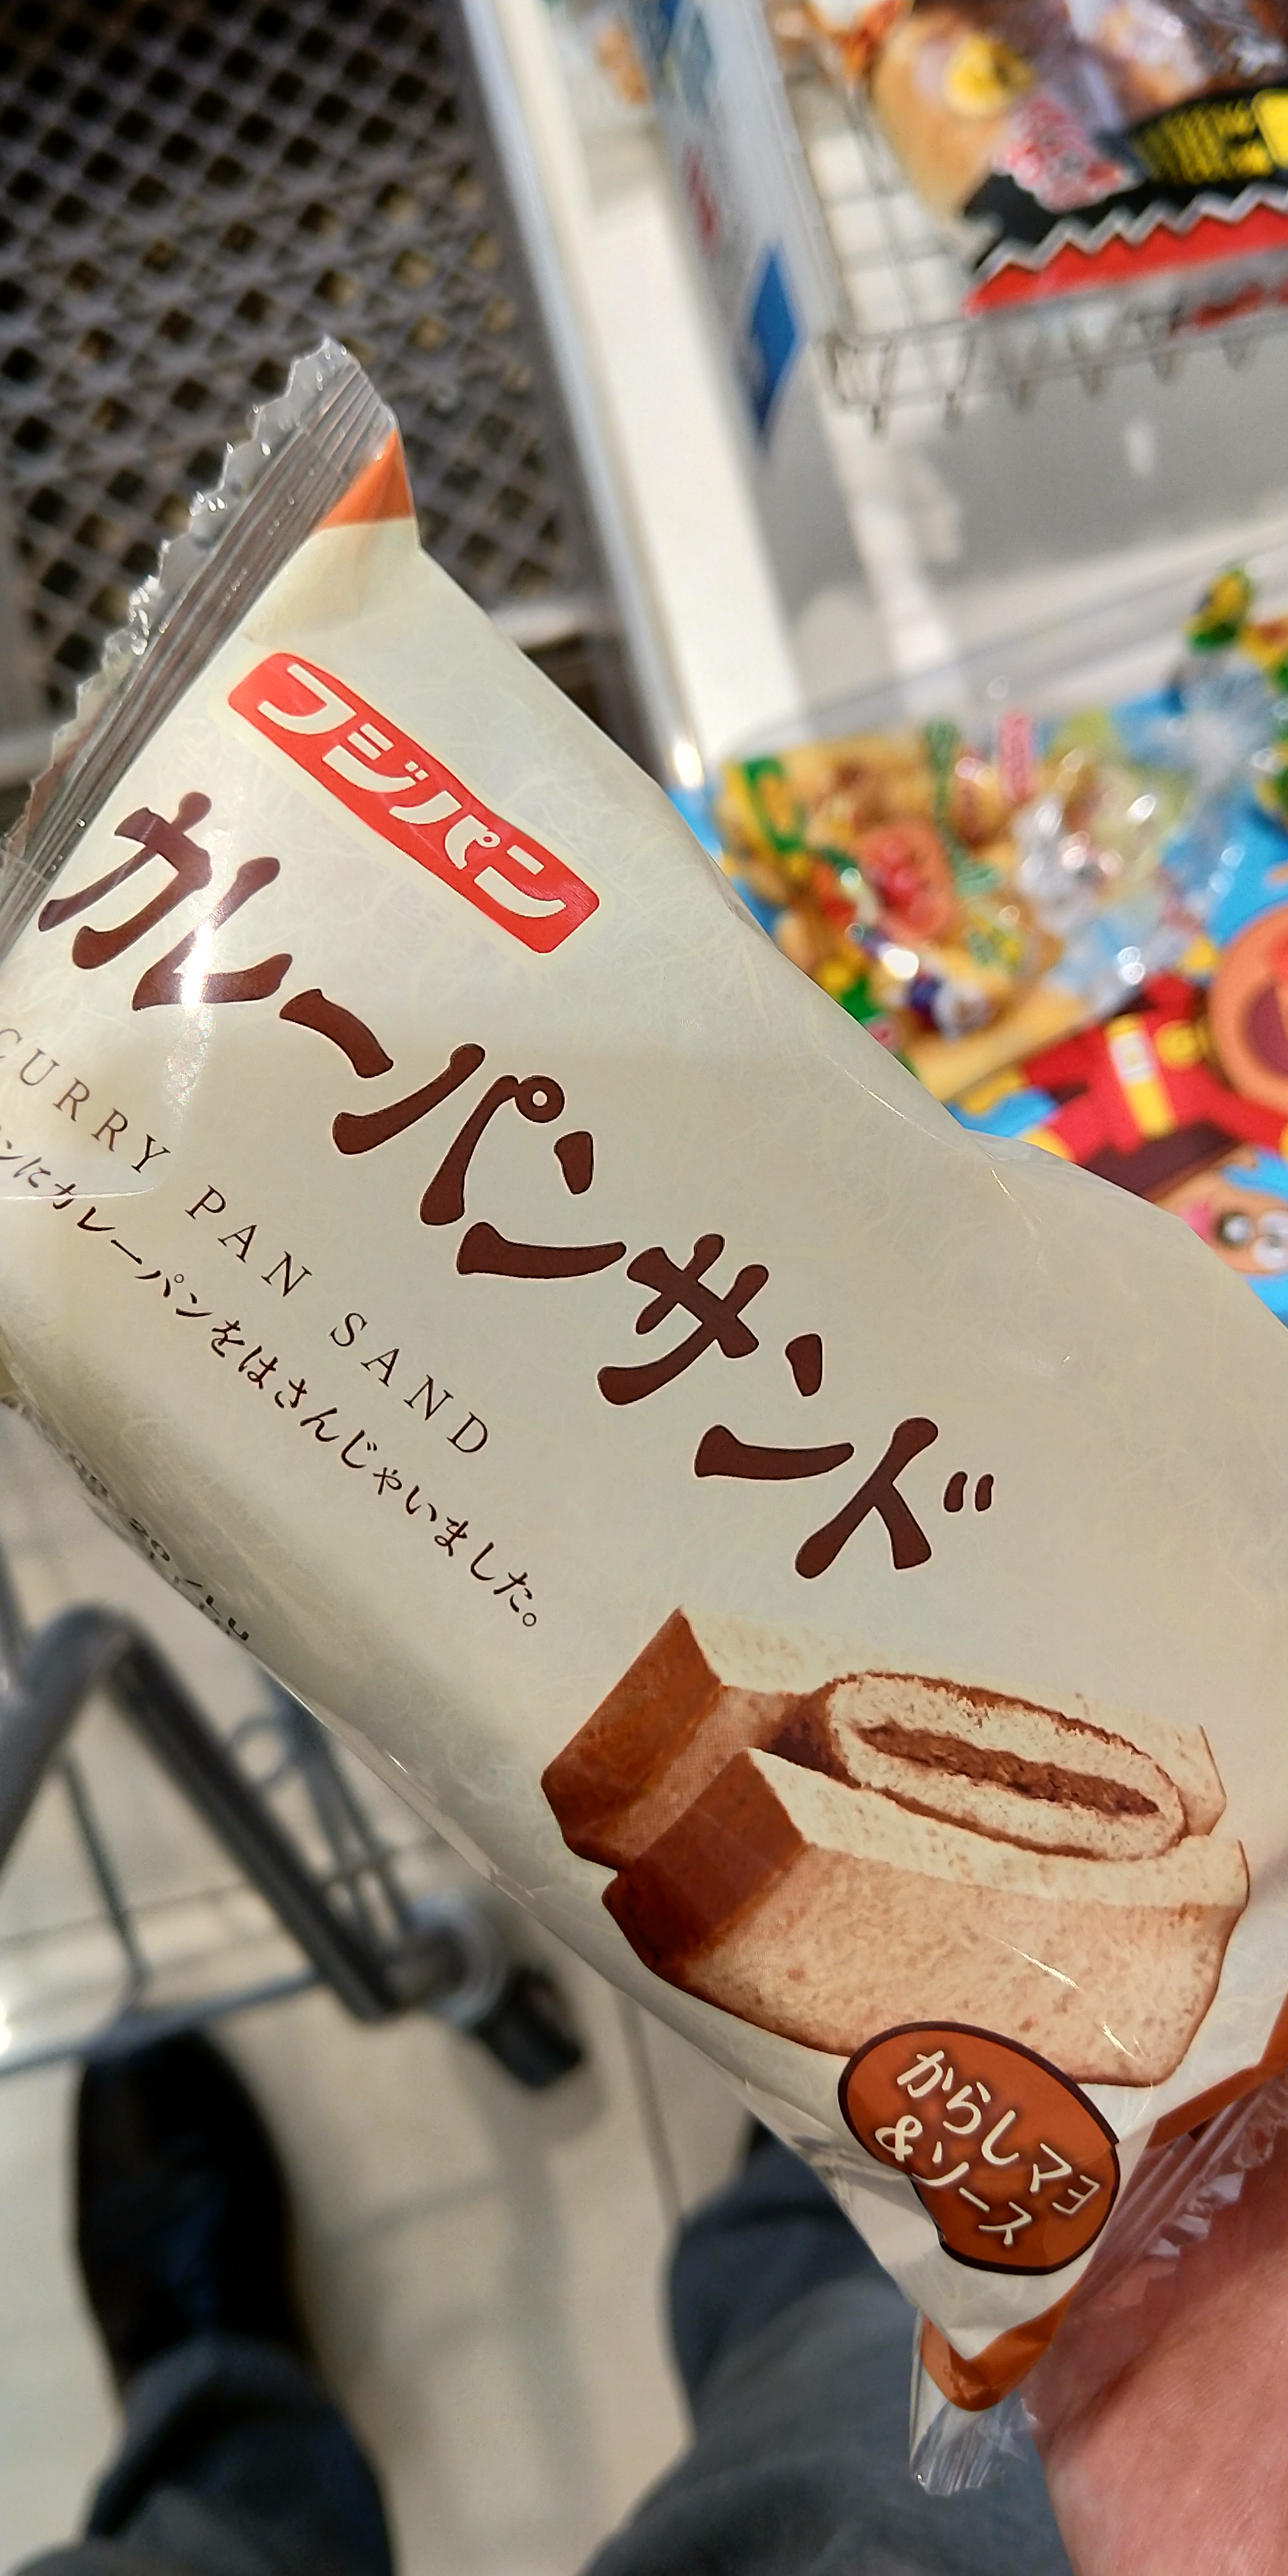 フジパン
カレーパンサンド
CURRY PAN SAND
ンにカレーパンをはさんじゃいました。
からしマヨ
&ソース